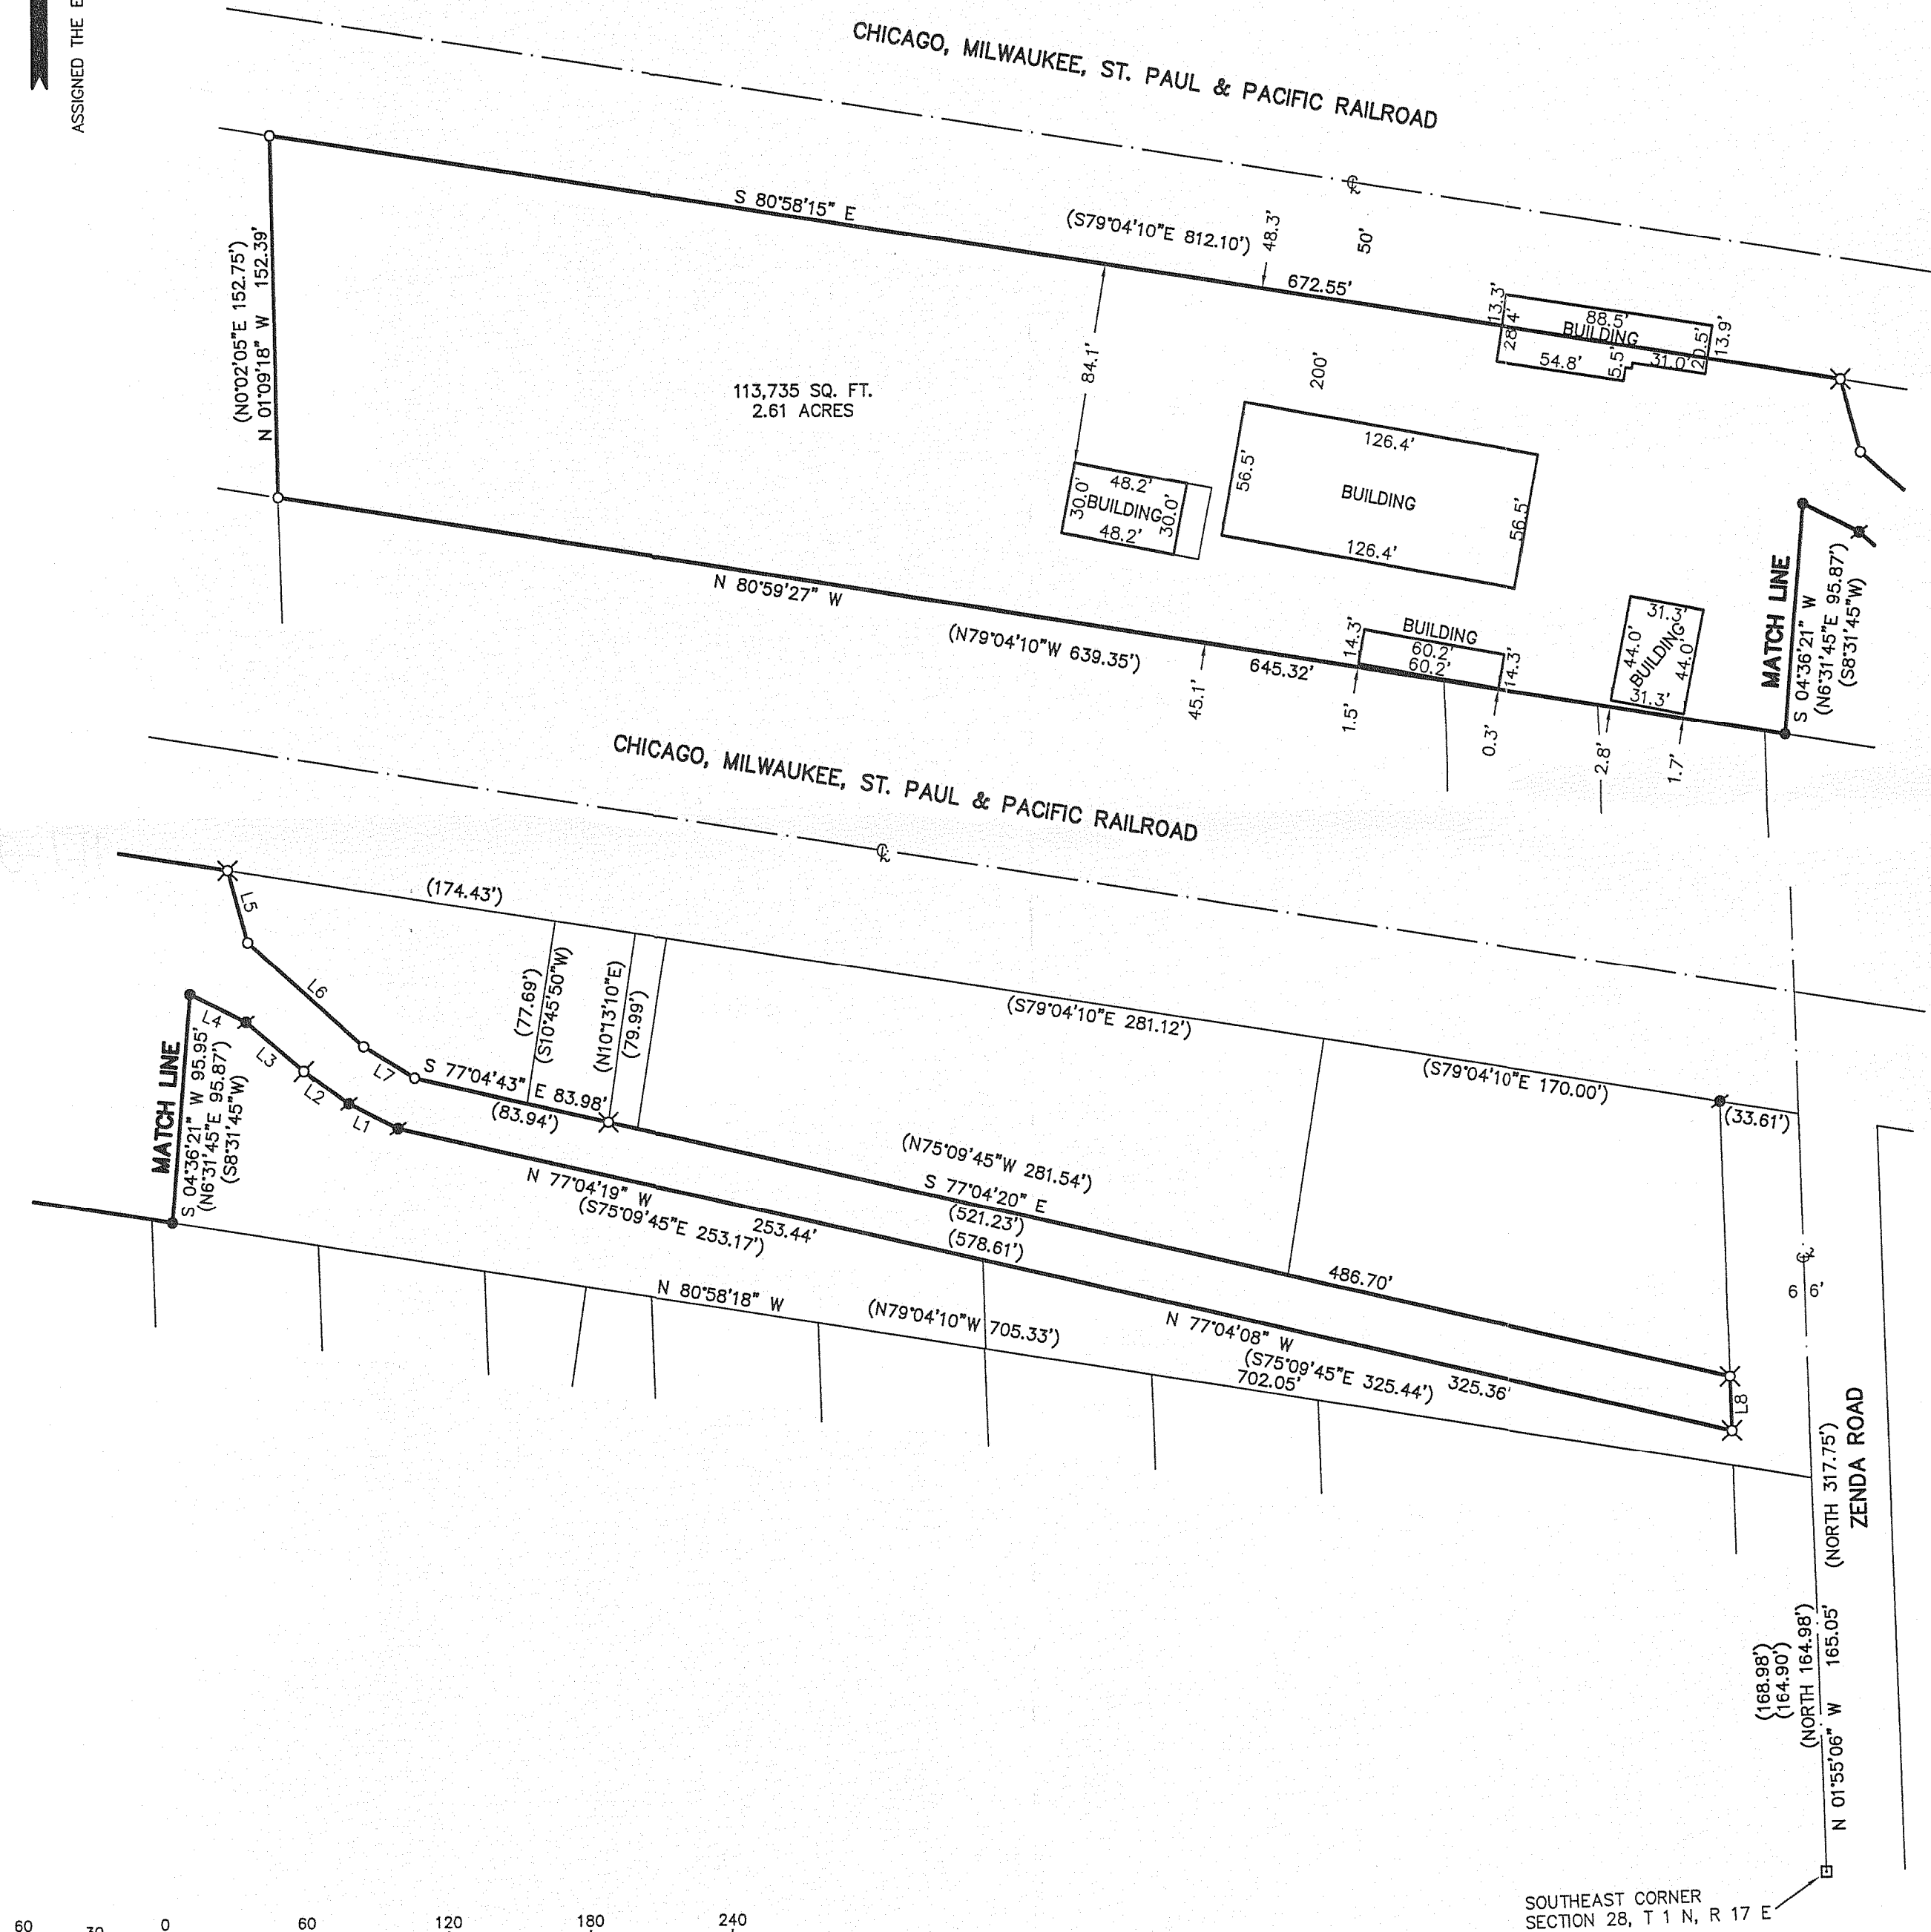 ASSIGNED THE E
CHICAGO, MILWAUKEE, ST. PAUL & PACIFIC RAILROAD
S 80°58'15" E
(S79°04'10"E 812.10')
48.3'
50'
672.55'
(N0°02'05"E 152.75')
N 01°09'18" W 152.39'
113,735 SQ. FT.
2.61 ACRES
84.1'
200'
13.3'
28.4'
88.5'
BUILDING
54.8'
5.5'
31.0'
20.5'
13.9'
126.4'
56.5'
BUILDING
56.5'
126.4'
48.2'
30.0'
BUILDING
30.0'
48.2'
N 80°59'27" W
(N79°04'10"W 639.35')
645.32'
45.1'
14.3'
BUILDING
60.2'
60.2'
14.3'
1.5'
0.3'
31.3'
44.0'
BUILDING
44.0'
31.3'
2.8'
1.7'
MATCH LINE
S 04°36'21" W
(N6°31'45"E 95.87')
(S8°31'45"W)
CHICAGO, MILWAUKEE, ST. PAUL & PACIFIC RAILROAD
(174.43')
L5
L6
L7
L4
L3
L2
L1
MATCH LINE
S 04°36'21" W 95.95'
(N6°31'45"E 95.87')
(S8°31'45"W)
(77.69')
(S10°45'50"W)
(N10°13'10"E)
(79.99')
S 77°04'43" E 83.98'
(83.94')
(S79°04'10"E 281.12')
(S79°04'10"E 170.00')
(33.61')
(N75°09'45"W 281.54')
S 77°04'20" E
(521.23')
(578.61')
486.70'
N 77°04'19" W
253.44'
(S75°09'45"E 253.17')
N 80°58'18" W
(N79°04'10"W 705.33')
N 77°04'08" W
(S75°09'45"E 325.44')
325.36'
702.05'
L8
66'
ZENDA ROAD
(NORTH 317.75')
(168.98')
(164.90')
(NORTH 164.98')
N 01°55'06" W 165.05'
SOUTHEAST CORNER
SECTION 28, T 1 N, R 17 E
60 30 0 60 120 180 240